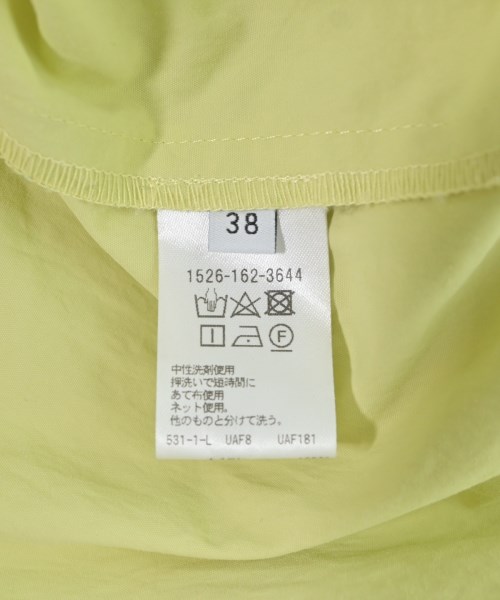 38
1526-162-3644
F
中性洗剤使用
押洗いで短時間に
あて布使用
ネット使用。
他のものと分けて洗う。
531-1-L UAF8 UAF181